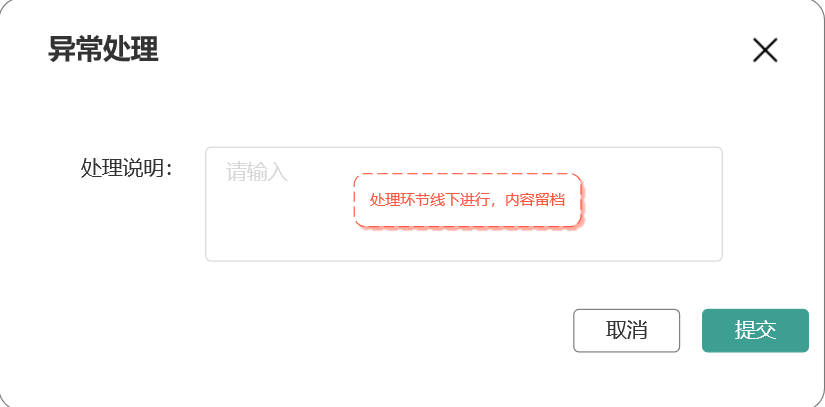 异常处理
处理说明：
请输入
处理环节线下进行，内容留档
取消
提交